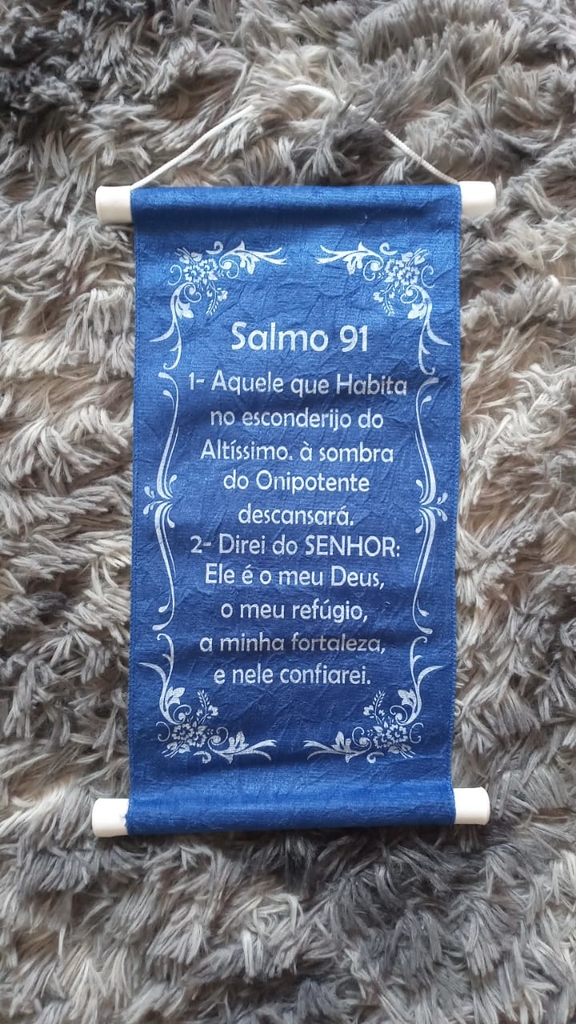 Salmo 91
1- Aquele que Habita
no esconderijo do
Altíssimo. à sombra
do Onipotente
descansará.
2- Direi do SENHOR:
Ele é o meu Deus,
o meu refúgio,
a minha fortaleza,
e nele confiarei.